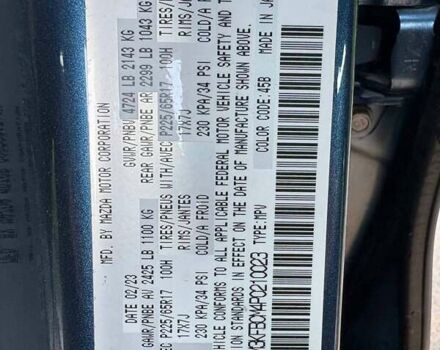 MFD. BY MAZDA MOTOR CORPORATION
02/23 GVWR/PNBV 4724 LB 2143 KG
GAWR/PNBE AV 2425 LB 1100 KG REAR GAWR/PNBE AR 2299 LB 1043 KG
P225/65R17 100H TIRES/PNEUS WITH/AVEC P225/65R17 100H TIRES/
17X7J RIMS/JANTES 17X7J RIMS/
230 KPA/34 PSI COLD/A FROID 230 KPA/34 PSI COLD/A
VEHICLE CONFORMS TO ALL APPLICABLE FEDERAL MOTOR VEHICLE SAFETY AND
STANDARDS IN EFFECT ON THE DATE OF MANUFACTURE SHOWN ABOVE.
TYPE: MPV COLOR CODE: 45B MADE IN